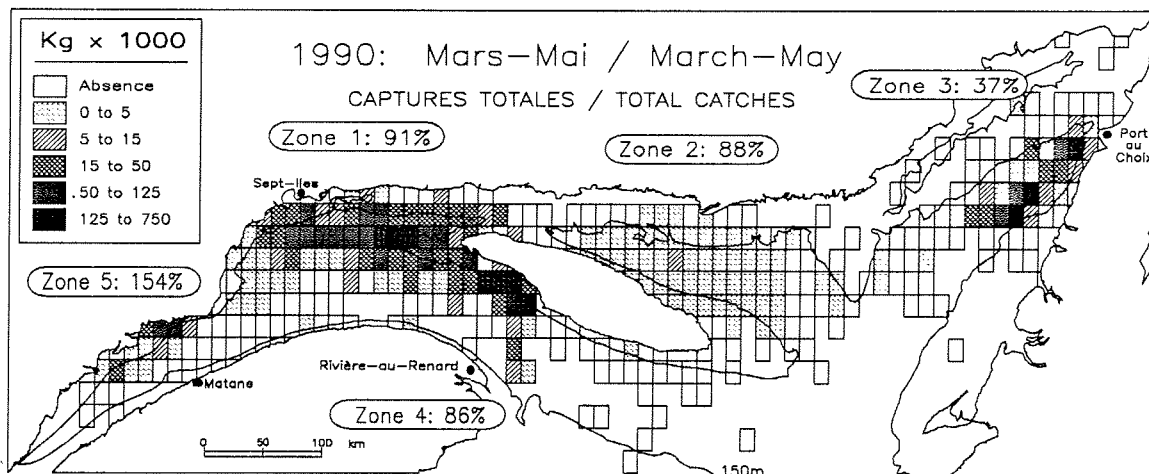 Kg x 1000
Absence
0 to 5
5 to 15
15 to 50
.50 to 125
125 to 750
1990: Mars-Mai / March-May
CAPTURES TOTALES / TOTAL CATCHES
Zone 3: 37%
Zone 1: 91%
Zone 2: 88%
Port au Choix
Sept-Iles
Zone 5: 154%
Rivière-au-Renard
Matane
Zone 4: 86%
0 50 100 km
150m